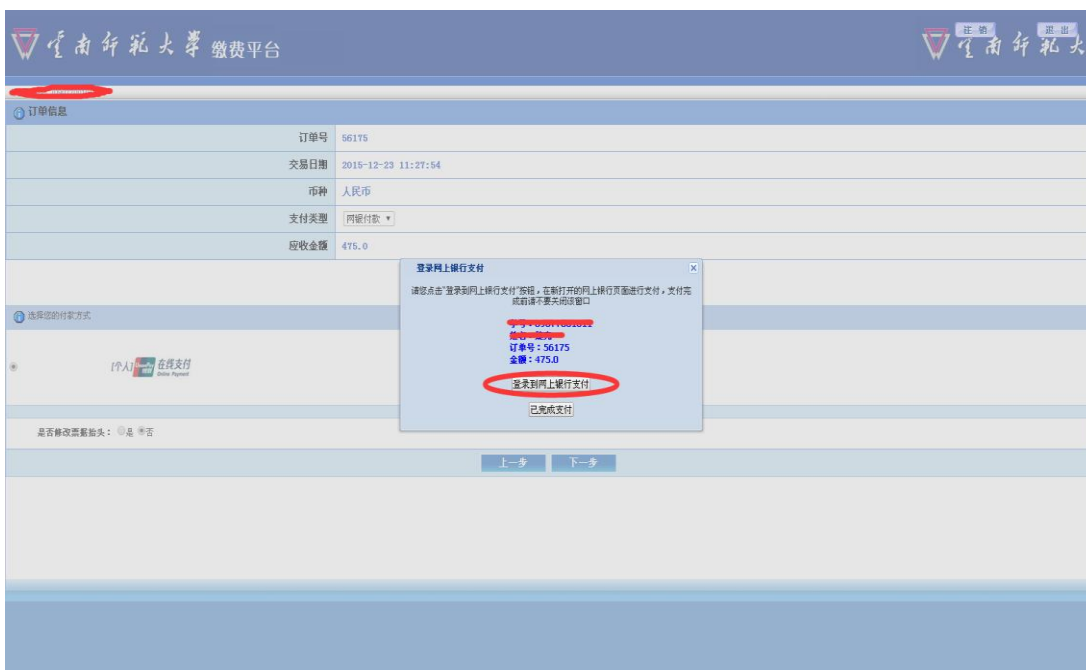 云南师范大学 缴费平台
注销 退出
云南师范大
订单信息
订单号 56175
交易日期 2015-12-23 11:27:54
币种 人民币
支付类型 网银付款
应收金额 475.0
登录网上银行支付
请您点击"登录到网上银行支付"按钮，在新打开的网上银行页面进行支付，支付完
成前请不要关闭该窗口
订单号：56175
金额：475.0
登录到网上银行支付
已完成支付
选择您的付款方式
[个人] 在线支付
Online Payment
是否修改票据抬头： 是 否
上一步 下一步